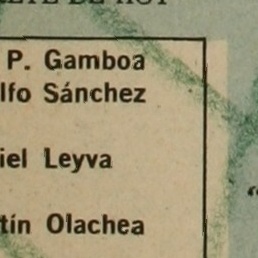 P. Gamboa
lfo Sánchez
iel Leyva
tín Olachea